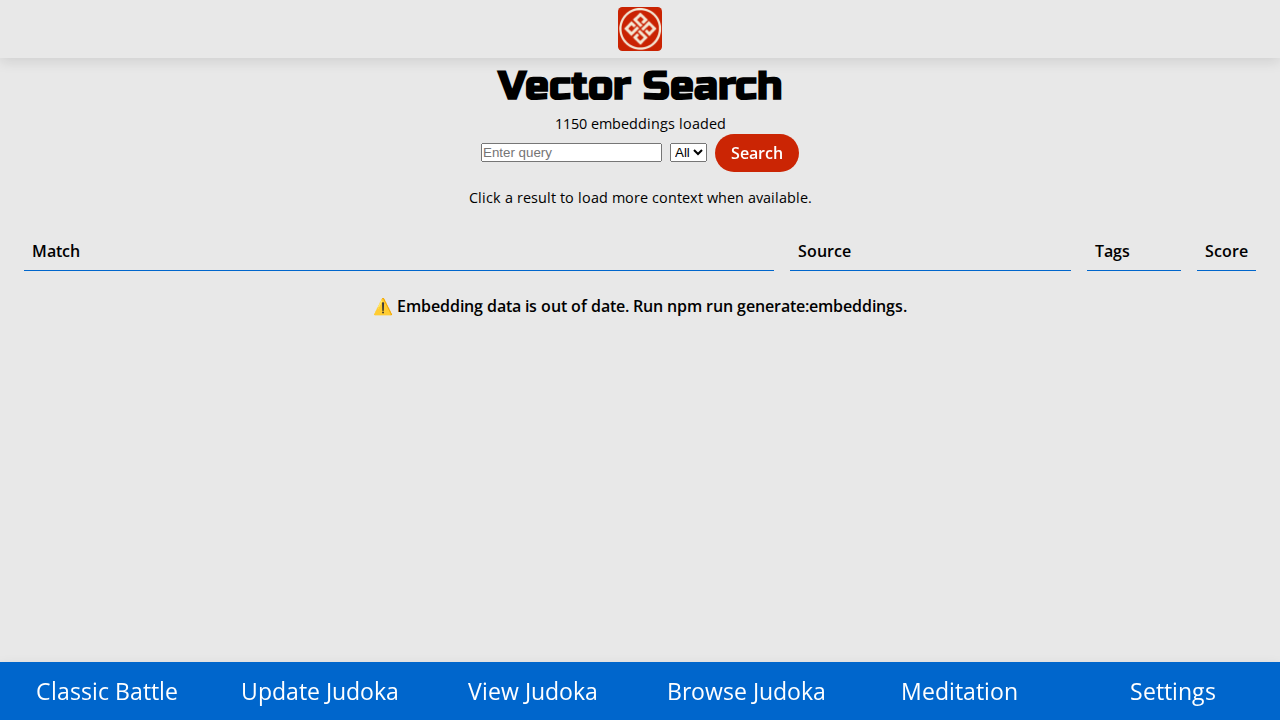 Vector Search
1150 embeddings loaded
Enter query All Search
Click a result to load more context when available.
Match Source Tags Score
⚠️ Embedding data is out of date. Run npm run generate:embeddings.
Classic Battle Update Judoka View Judoka Browse Judoka Meditation Settings